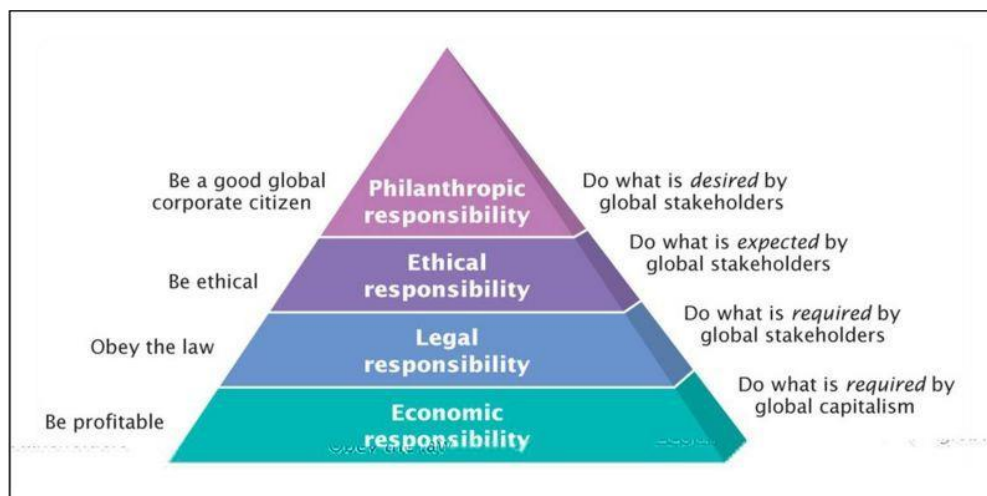 Be a good global
corporate citizen
Philanthropic
responsibility
Do what is desired by
global stakeholders
Be ethical
Ethical
responsibility
Do what is expected by
global stakeholders
Obey the law
Legal
responsibility
Do what is required by
global stakeholders
Be profitable
Economic
responsibility
Do what is required by
global capitalism